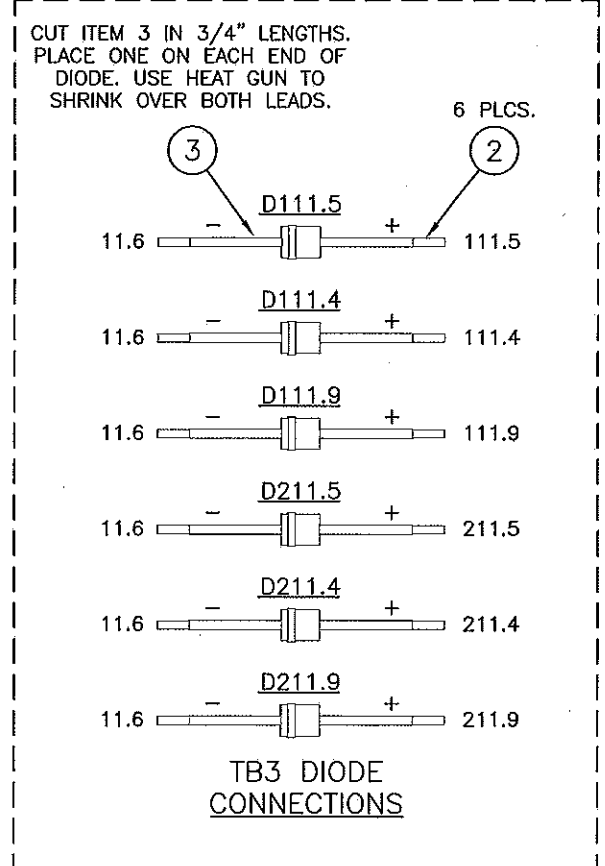 CUT ITEM 3 IN 3/4" LENGTHS.
PLACE ONE ON EACH END OF
DIODE. USE HEAT GUN TO
SHRINK OVER BOTH LEADS.
6 PLCS.
3
2
D111.5
11.6 - + 111.5
D111.4
11.6 - + 111.4
D111.9
11.6 - + 111.9
D211.5
11.6 - + 211.5
D211.4
11.6 - + 211.4
D211.9
11.6 - + 211.9
TB3 DIODE
CONNECTIONS